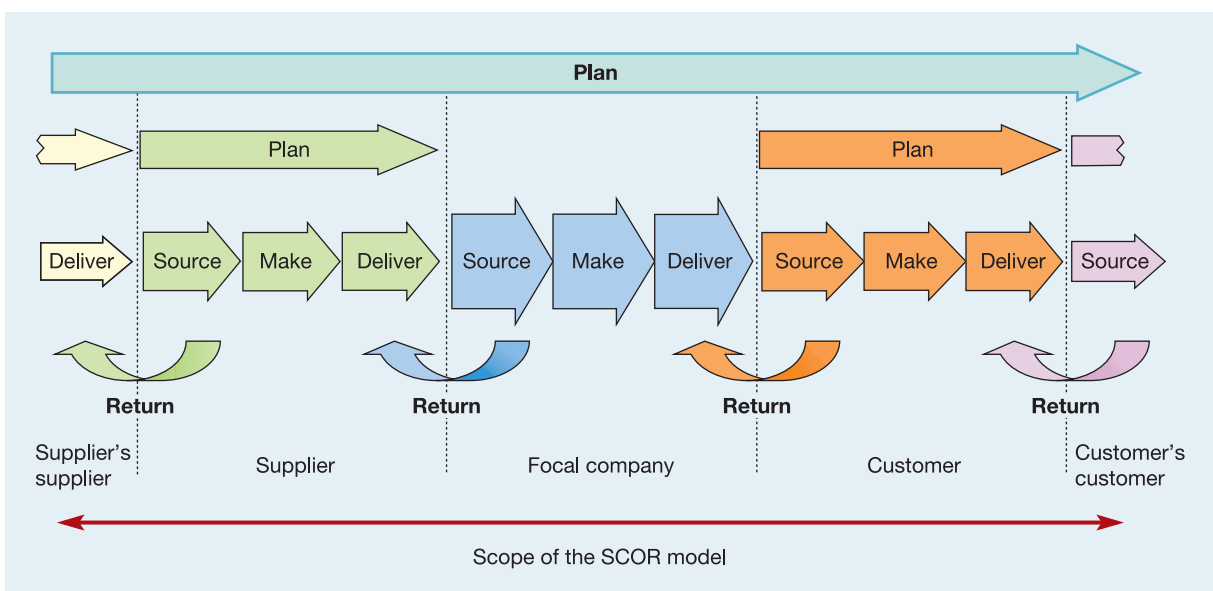 Plan
Plan
Plan
Deliver
Source
Make
Deliver
Source
Make
Deliver
Source
Make
Deliver
Source
Return
Return
Return
Return
Supplier's
supplier
Supplier
Focal company
Customer
Customer's
customer
Scope of the SCOR model